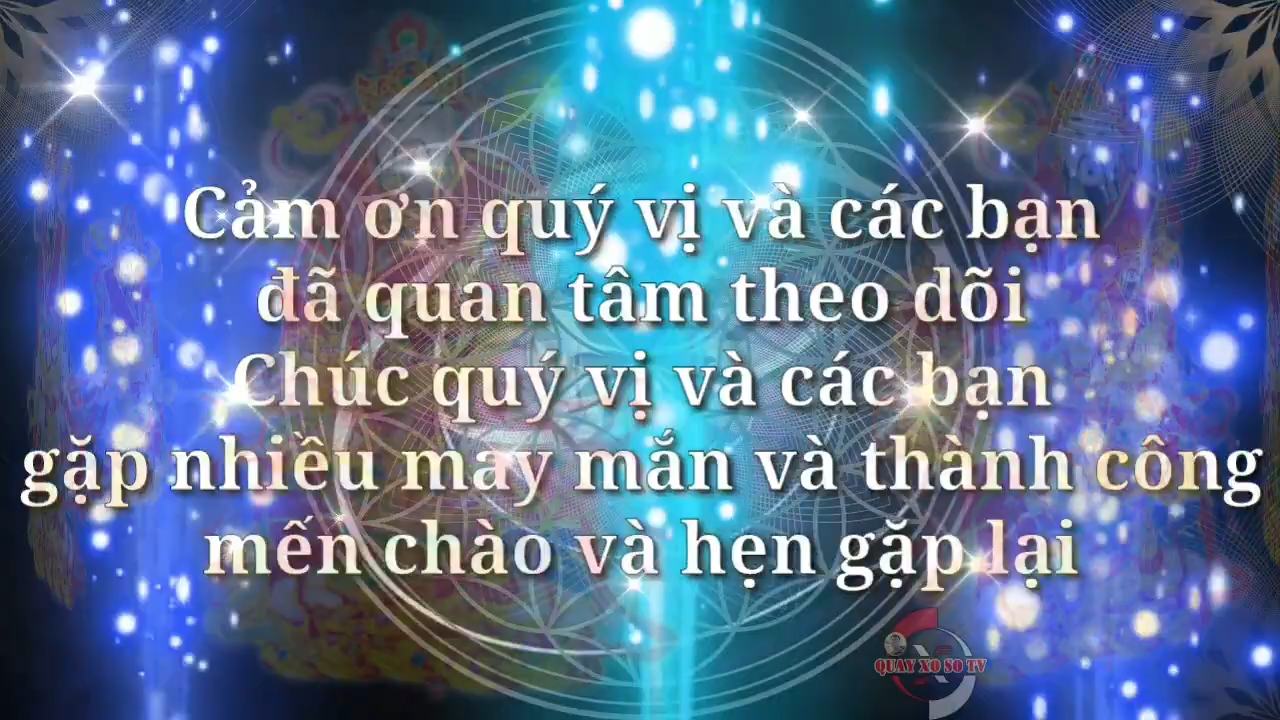 Cảm ơn quý vị và các bạn
đã quan tâm theo dõi
Chúc quý vị và các bạn
gặp nhiều may mắn và thành công
mến chào và hẹn gặp lại
QUAY XO SO TV